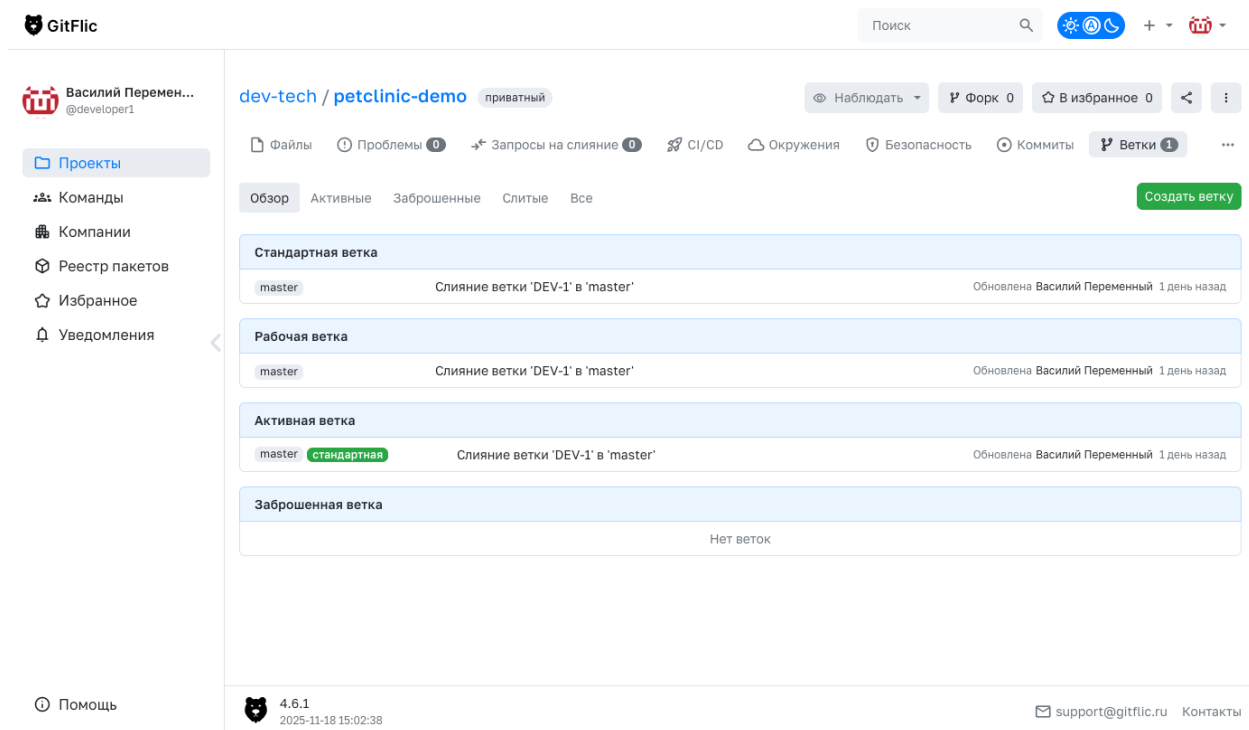 GitFlic
Поиск
Василий Перемен...
@developer1
Проекты
Команды
Компании
Реестр пакетов
Избранное
Уведомления
Помощь
dev-tech / petclinic-demo приватный
Наблюдать Форк 0 В избранное 0
Файлы Проблемы 0 Запросы на слияние 0 CI/CD Окружения Безопасность Коммиты Ветки 1
Обзор Активные Заброшенные Слитые Все Создать ветку
Стандартная ветка
master Слияние ветки 'DEV-1' в 'master' Обновлена Василий Переменный 1 день назад
Рабочая ветка
master Слияние ветки 'DEV-1' в 'master' Обновлена Василий Переменный 1 день назад
Активная ветка
master стандартная Слияние ветки 'DEV-1' в 'master' Обновлена Василий Переменный 1 день назад
Заброшенная ветка
Нет веток
4.6.1
2025-11-18 15:02:38
support@gitflic.ru Контакты